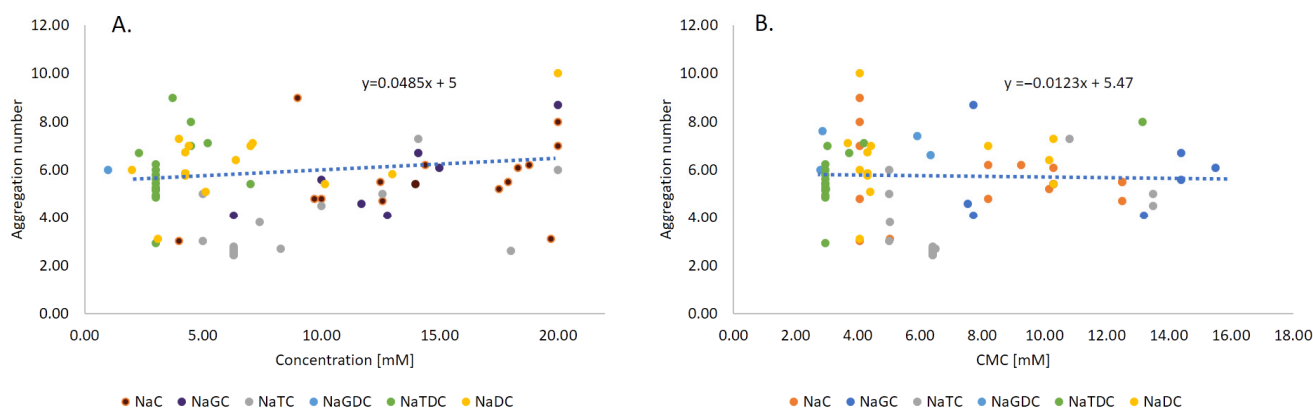 A.
y=0.0485x + 5
Aggregation number
12.00
10.00
8.00
6.00
4.00
2.00
0.00
0.00 5.00 10.00 15.00 20.00
Concentration [mM]
NaC NaGC NaTC NaGDC NaTDC NaDC
B.
y =−0.0123x + 5.47
Aggregation number
12.00
10.00
8.00
6.00
4.00
2.00
0.00
0.00 2.00 4.00 6.00 8.00 10.00 12.00 14.00 16.00 18.00
CMC [mM]
NaC NaGC NaTC NaGDC NaTDC NaDC